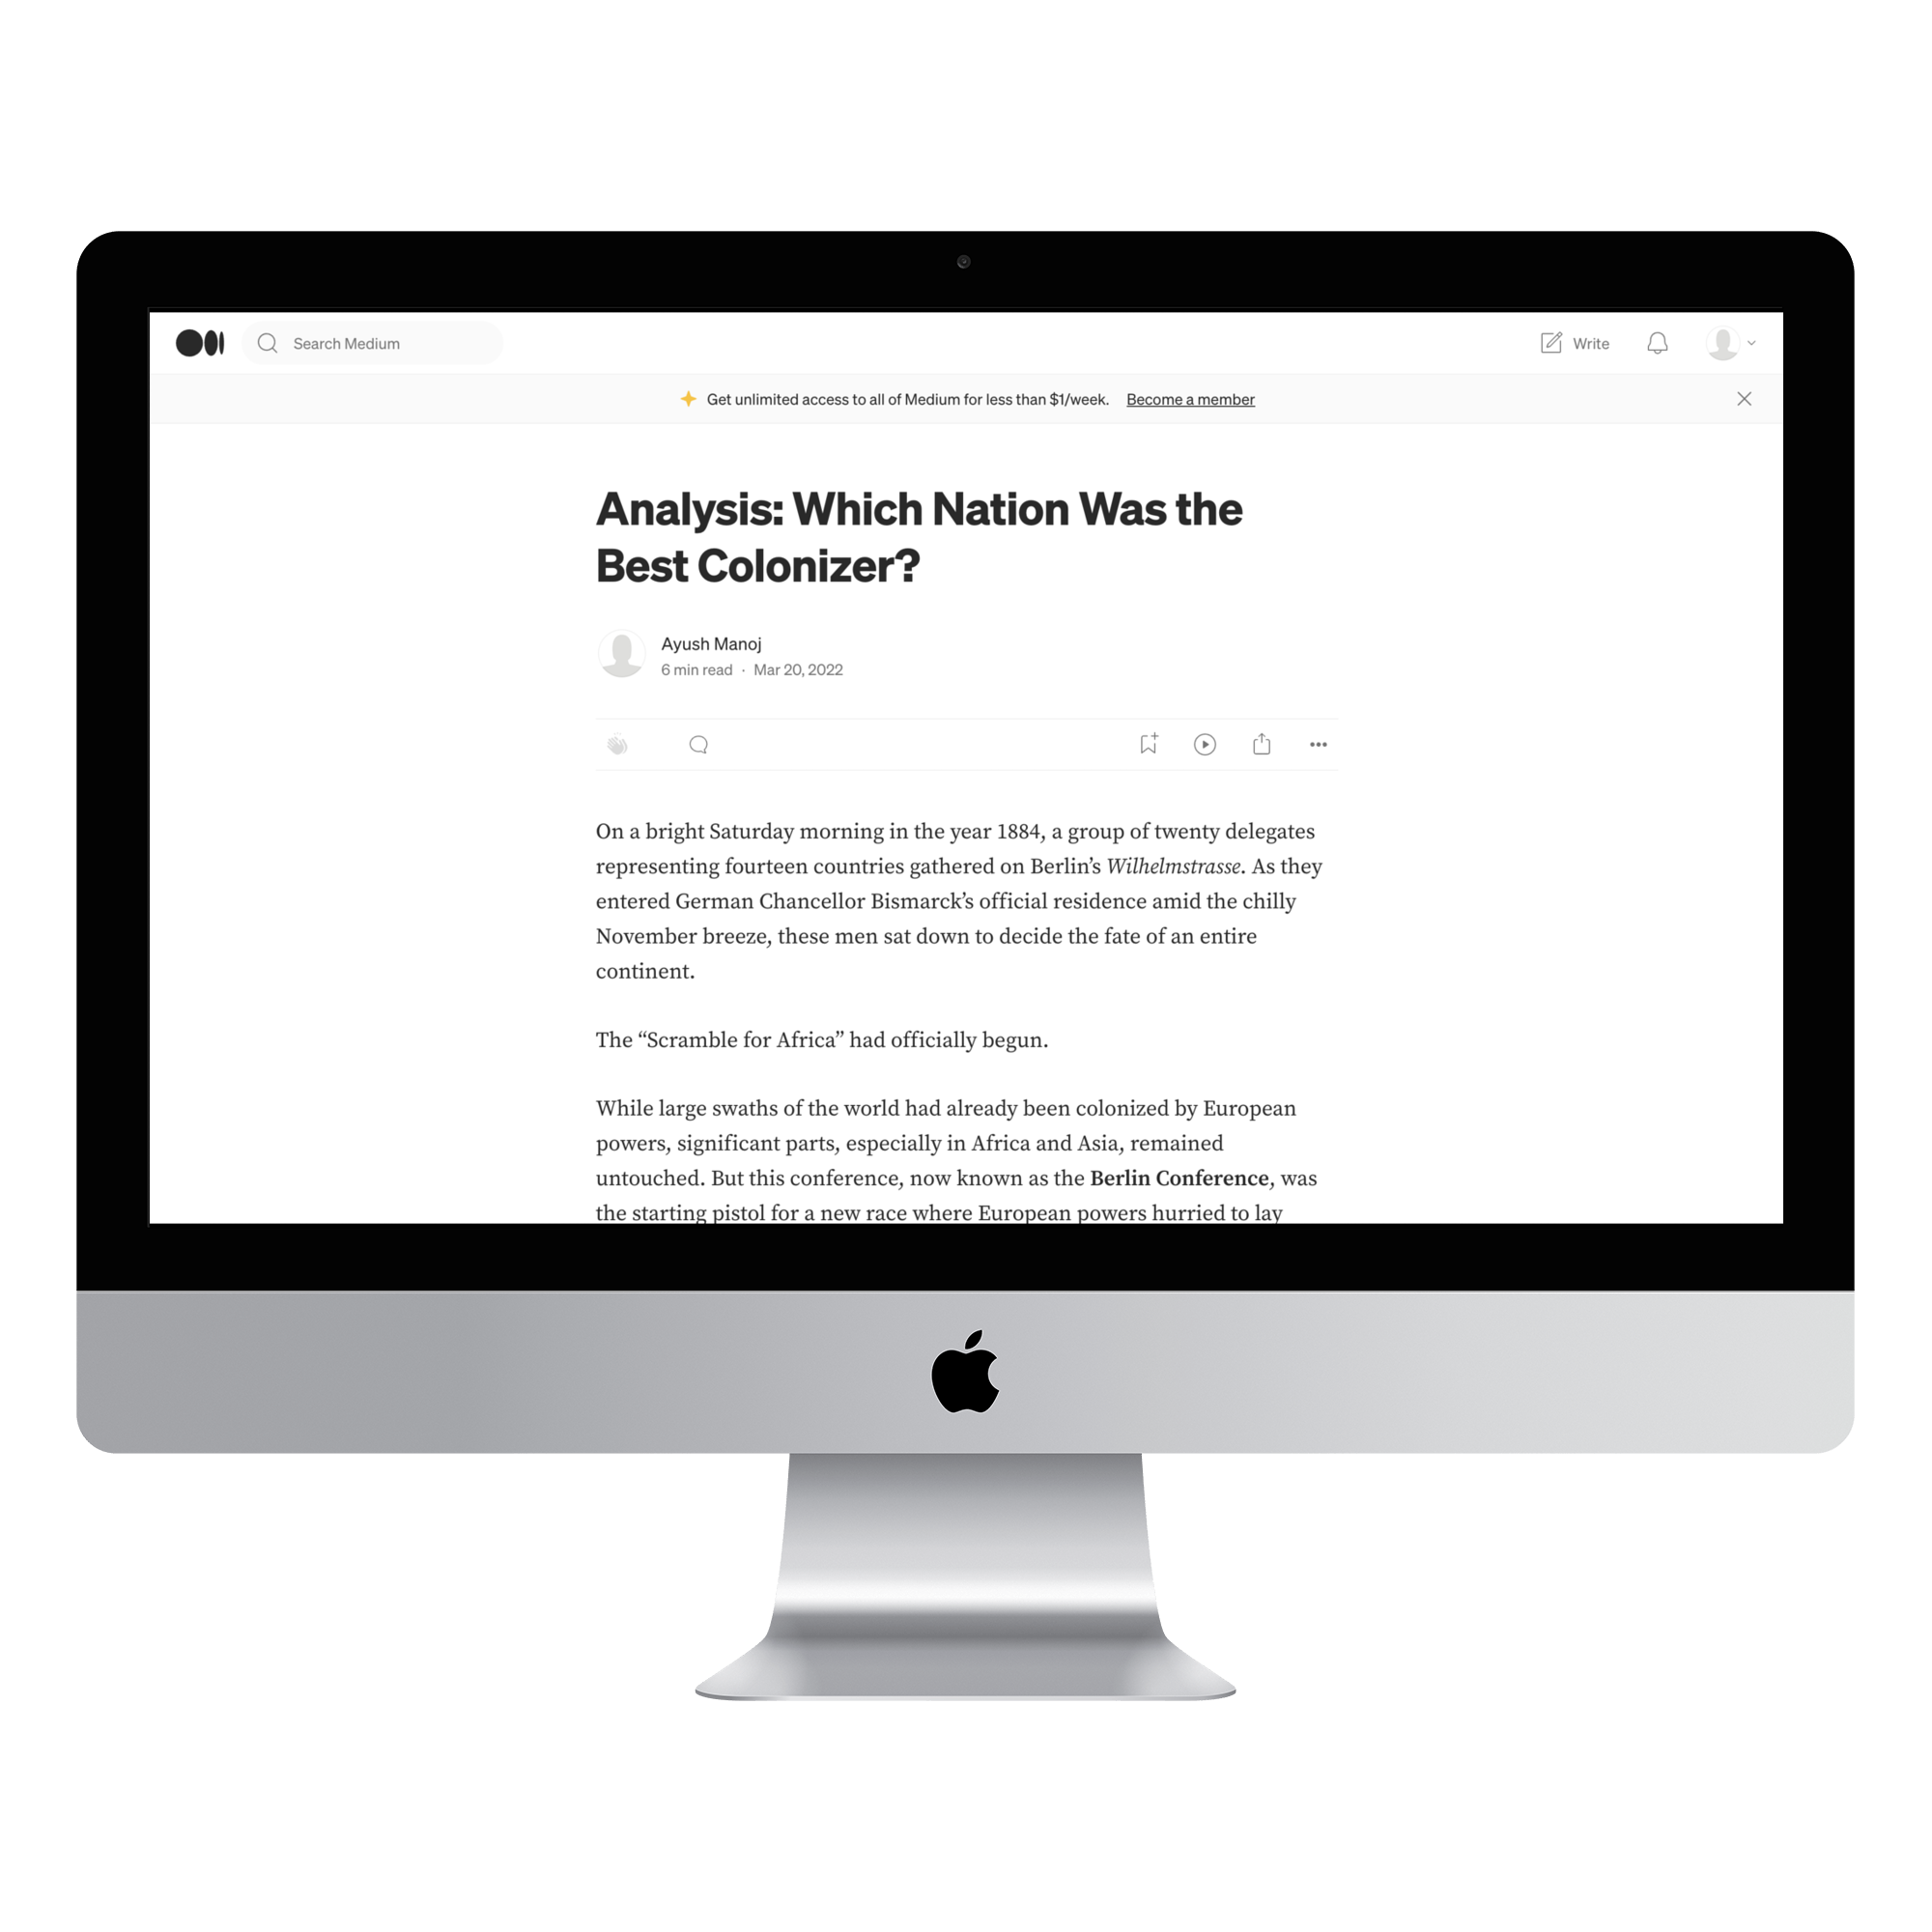 Search Medium
Write
Get unlimited access to all of Medium for less than $1/week. Become a member
Analysis: Which Nation Was the
Best Colonizer?
Ayush Manoj
6 min read · Mar 20, 2022
On a bright Saturday morning in the year 1884, a group of twenty delegates
representing fourteen countries gathered on Berlin’s Wilhelmstrasse. As they
entered German Chancellor Bismarck’s official residence amid the chilly
November breeze, these men sat down to decide the fate of an entire
continent.
The “Scramble for Africa” had officially begun.
While large swaths of the world had already been colonized by European
powers, significant parts, especially in Africa and Asia, remained
untouched. But this conference, now known as the Berlin Conference, was
the starting pistol for a new race where European powers hurried to lay